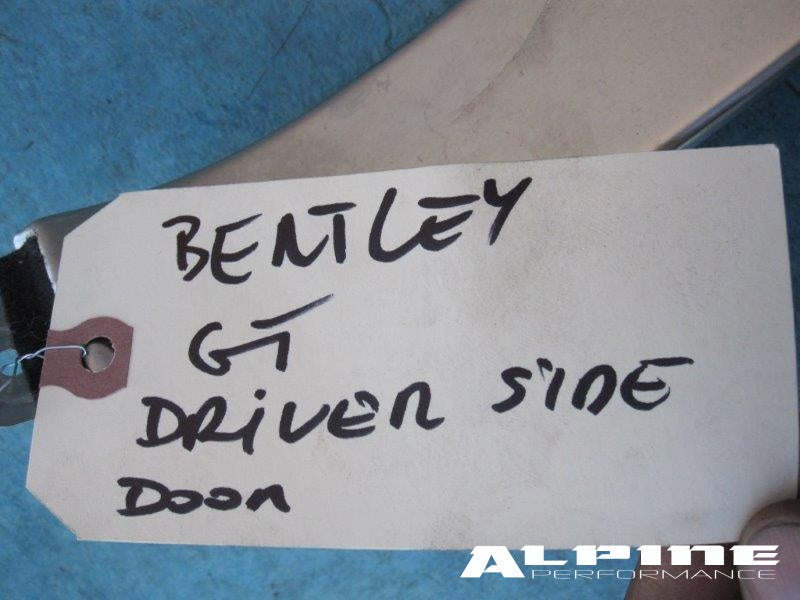 BENTLEY
GT
DRIVER SIDE
DOOR
ALPINE
PERFORMANCE